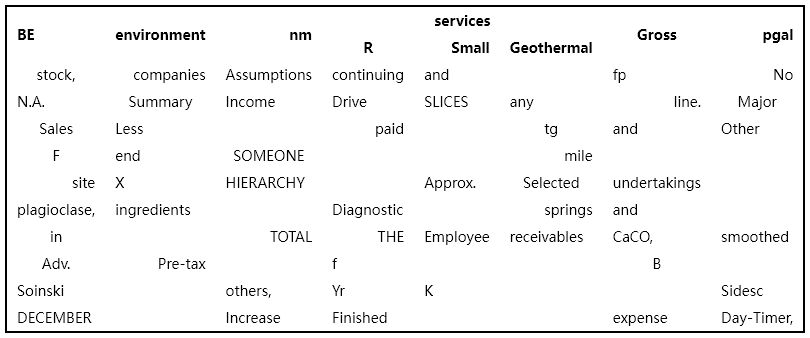 services
BE environment nm R Small Geothermal Gross pgal
stock, companies Assumptions continuing and fp No
N.A. Summary Income Drive SLICES any line. Major
Sales Less paid tg and Other
F end SOMEONE mile
site X HIERARCHY Approx. Selected undertakings
plagioclase, ingredients Diagnostic springs and
in TOTAL THE Employee receivables CaCO, smoothed
Adv. Pre-tax f B
Soinski others, Yr K Sidesc
DECEMBER Increase Finished expense Day-Timer,